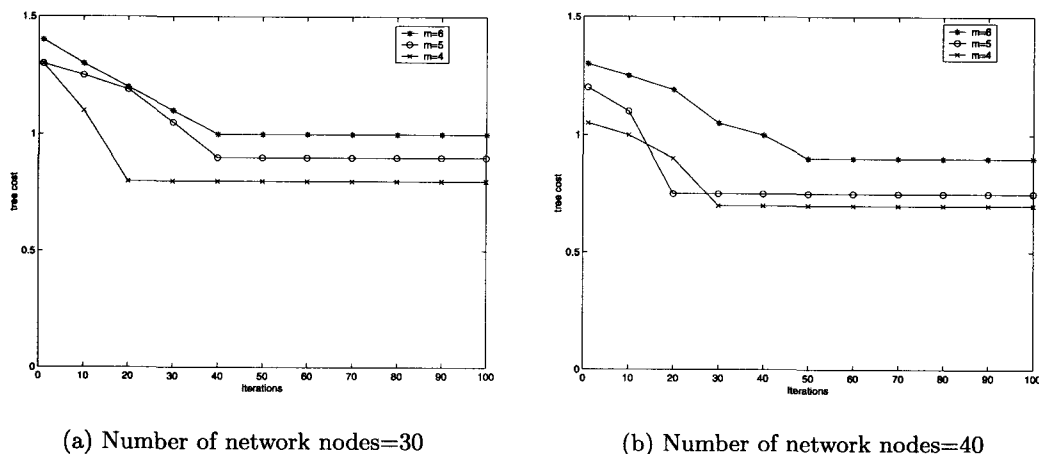 1.5
1
0.5
0
tree cost
m=6
m=5
m=4
0 10 20 30 40 50 60 70 80 90 100
Iterations
(a) Number of network nodes=30
1.5
1
0.5
0
tree cost
m=6
m=5
m=4
0 10 20 30 40 50 60 70 80 90 100
Iterations
(b) Number of network nodes=40